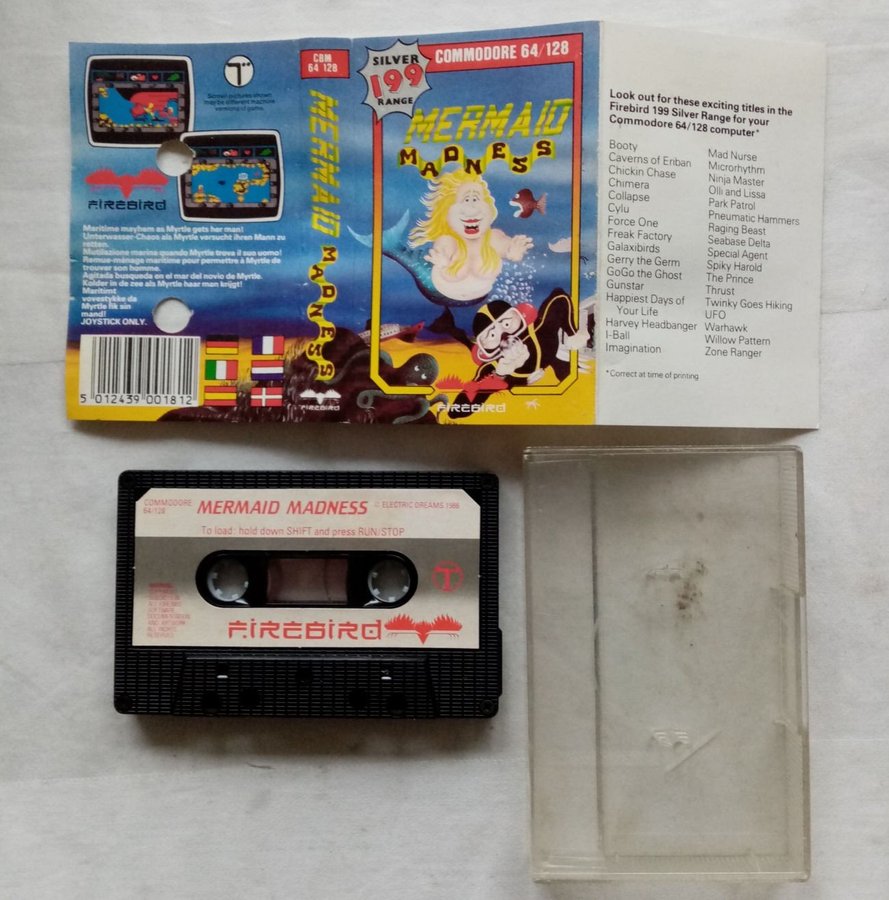 Screen pictures shown
may be different machine
versions of game.
FIREBIRD
Maritime mayhem as Myrtle gets her man!
Unterwasser-Chaos als Myrtle versucht ihren Mann zu
retten.
Mutilazione marina quando Myrtle trova il suo uomo!
Remue-ménage maritime pour permettre à Myrtle de
trouver son homme.
Agitada busqueda en el mar del novio de Myrtle.
Kolder in de zee als Myrtle haar man krijgt!
Maritimt
vovestykke da
Myrtle fik sin
mand!
JOYSTICK ONLY.
5 012439 001812
CBM
64 128
MERMAID MADNESS
FIREBIRD
SILVER
199
RANGE
COMMODORE 64/128
MERMAID
MADNESS
FIREBIRD
Look out for these exciting titles in the
Firebird 199 Silver Range for your
Commodore 64/128 computer*
Booty
Caverns of Eriban
Chickin Chase
Chimera
Collapse
Cylu
Force One
Freak Factory
Galaxibirds
Gerry the Germ
GoGo the Ghost
Gunstar
Happiest Days of
Your Life
Harvey Headbanger
I-Ball
Imagination
Mad Nurse
Microrhythm
Ninja Master
Olli and Lissa
Park Patrol
Pneumatic Hammers
Raging Beast
Seabase Delta
Special Agent
Spiky Harold
The Prince
Thrust
Twinky Goes Hiking
UFO
Warhawk
Willow Pattern
Zone Ranger
*Correct at time of printing
COMMODORE
64/128
MERMAID MADNESS
© ELECTRIC DREAMS 1986
To load: hold down SHIFT and press RUN/STOP
SOFTWARE
DOCUMENTATION
AND ARTWORK
ALL RIGHTS
RESERVED
FIREBIRD